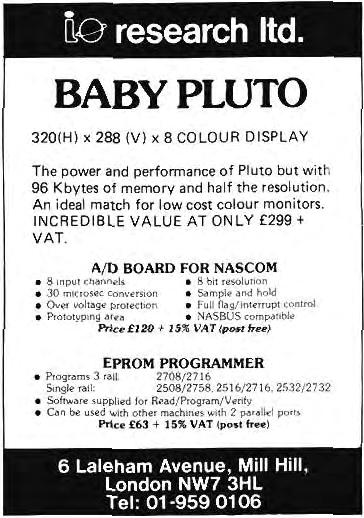 io research ltd.
BABY PLUTO
320(H) x 288 (V) x 8 COLOUR DISPLAY
The power and performance of Pluto but with
96 Kbytes of memory and half the resolution.
An ideal match for low cost colour monitors.
INCREDIBLE VALUE AT ONLY £299 +
VAT.
A/D BOARD FOR NASCOM
• 8 input channels • 8 bit resolution
• 30 microsec conversion • Sample and hold
• Over voltage protection • Full flag/interrupt control
• Prototyping area • NASBUS compatible
Price £120 + 15% VAT (post free)
EPROM PROGRAMMER
• Programs 3 rail: 2708/2716
Single rail: 2508/2758, 2516/2716, 2532/2732
• Software supplied for Read/Program/Verify
• Can be used with other machines with 2 parallel ports
Price £63 + 15% VAT (post free)
6 Laleham Avenue, Mill Hill,
London NW7 3HL
Tel: 01-959 0106